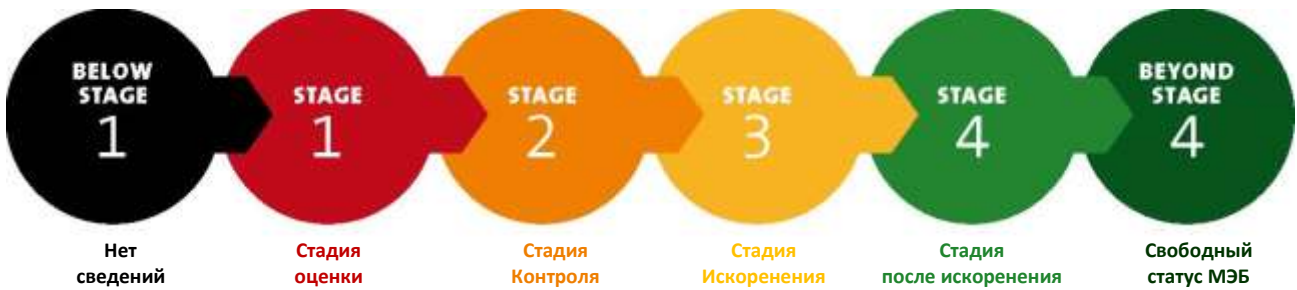 BELOW
STAGE
1
STAGE
1
STAGE
2
STAGE
3
STAGE
4
BEYOND
STAGE
4
Нет
сведений
Стадия
оценки
Стадия
Контроля
Стадия
Искоренения
Стадия
после искоренения
Свободный
статус МЭБ